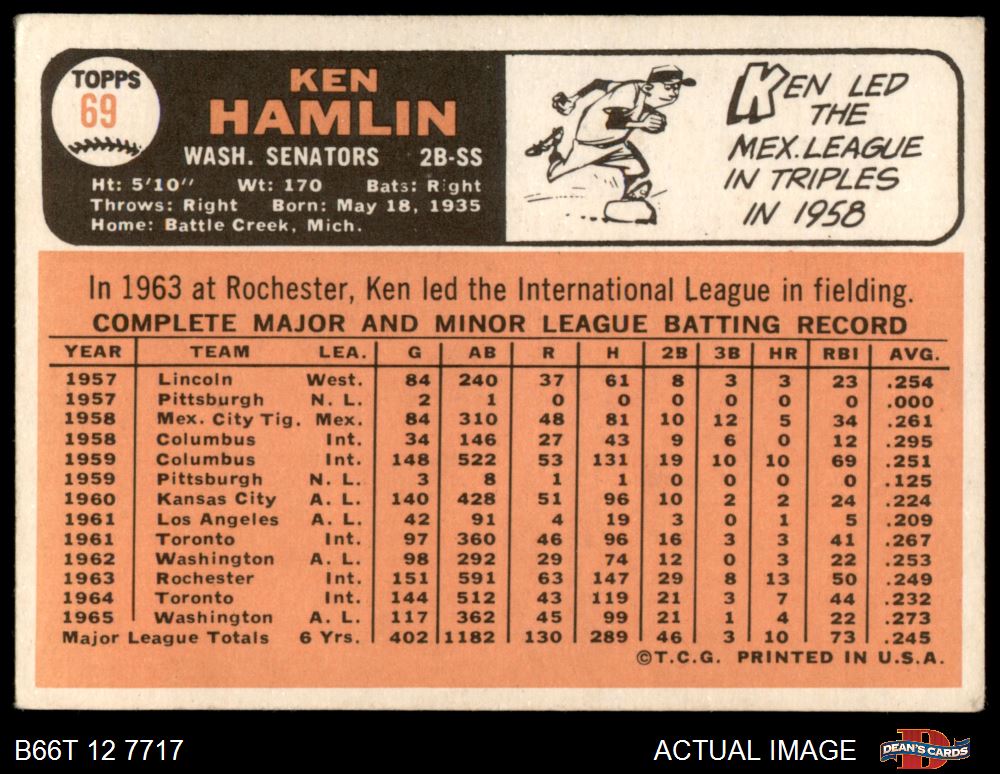 TOPPS
69
KEN
HAMLIN
WASH. SENATORS 2B-SS
Ht: 5'10" Wt: 170 Bats: Right
Throws: Right Born: May 18, 1935
Home: Battle Creek, Mich.
KEN LED
THE
MEX. LEAGUE
IN TRIPLES
IN 1958
In 1963 at Rochester, Ken led the International League in fielding.
COMPLETE MAJOR AND MINOR LEAGUE BATTING RECORD
YEAR TEAM LEA. G AB R H 2B 3B HR RBI AVG.
1957 Lincoln West. 84 240 37 61 8 3 3 23 .254
1957 Pittsburgh N. L. 2 1 0 0 0 0 0 0 .000
1958 Mex. City Tig. Mex. 84 310 48 81 10 12 5 34 .261
1958 Columbus Int. 34 146 27 43 9 6 0 12 .295
1959 Columbus Int. 148 522 53 131 19 10 10 69 .251
1959 Pittsburgh N. L. 3 8 1 1 0 0 0 0 .125
1960 Kansas City A. L. 140 428 51 96 10 2 2 24 .224
1961 Los Angeles A. L. 42 91 4 19 3 0 1 5 .209
1961 Toronto Int. 97 360 46 96 16 3 3 41 .267
1962 Washington A. L. 98 292 29 74 12 0 3 22 .253
1963 Rochester Int. 151 591 63 147 29 8 13 50 .249
1964 Toronto Int. 144 512 43 119 21 3 7 44 .232
1965 Washington A. L. 117 362 45 99 21 1 4 22 .273
Major League Totals 6 Yrs. 402 1182 130 289 46 3 10 73 .245
©T.C.G. PRINTED IN U.S.A.
B66T 12 7717 ACTUAL IMAGE DEAN'S CARDS